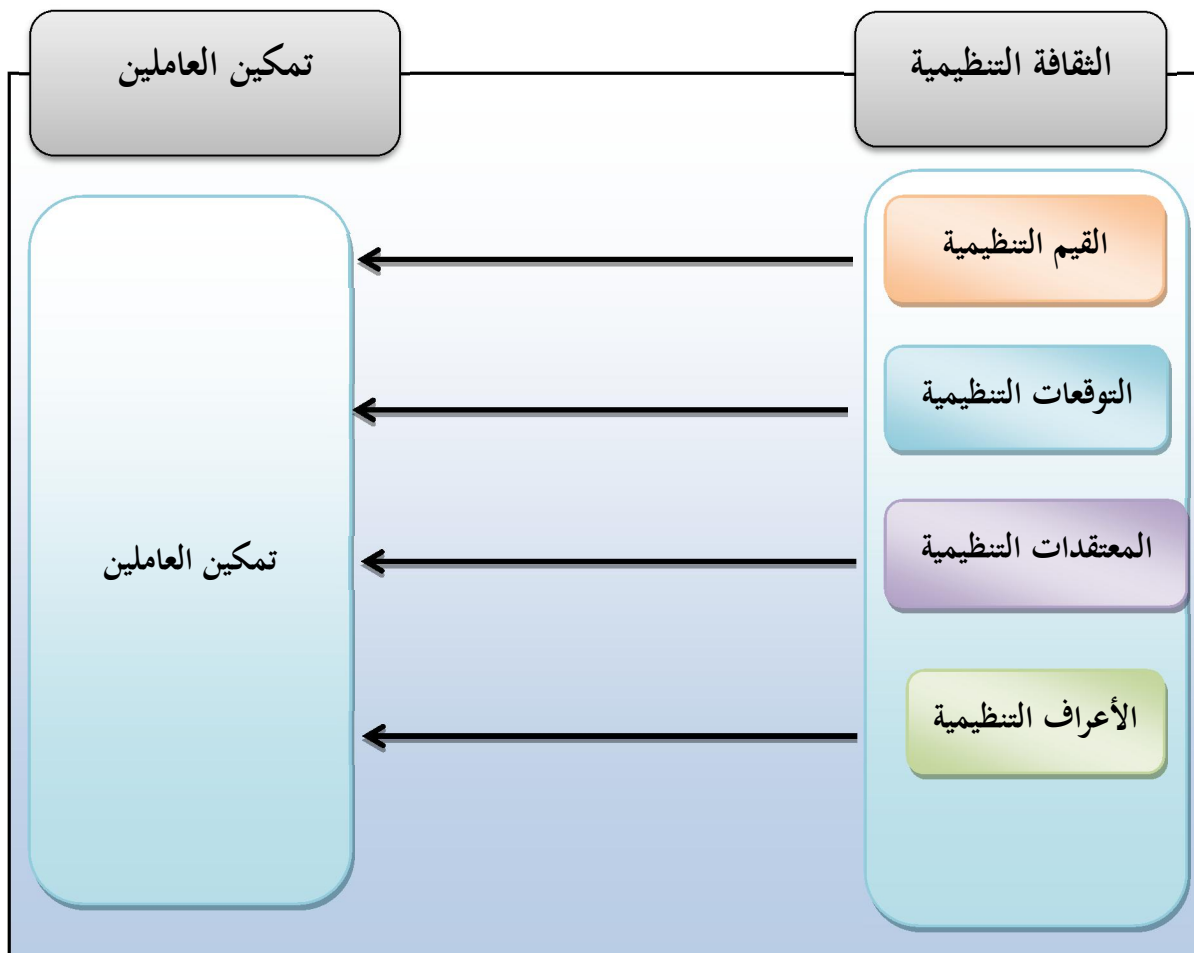 الثقافة التنظيمية
تمكين العاملين
القيم التنظيمية
التوقعات التنظيمية
المعتقدات التنظيمية
الأعراف التنظيمية
تمكين العاملين